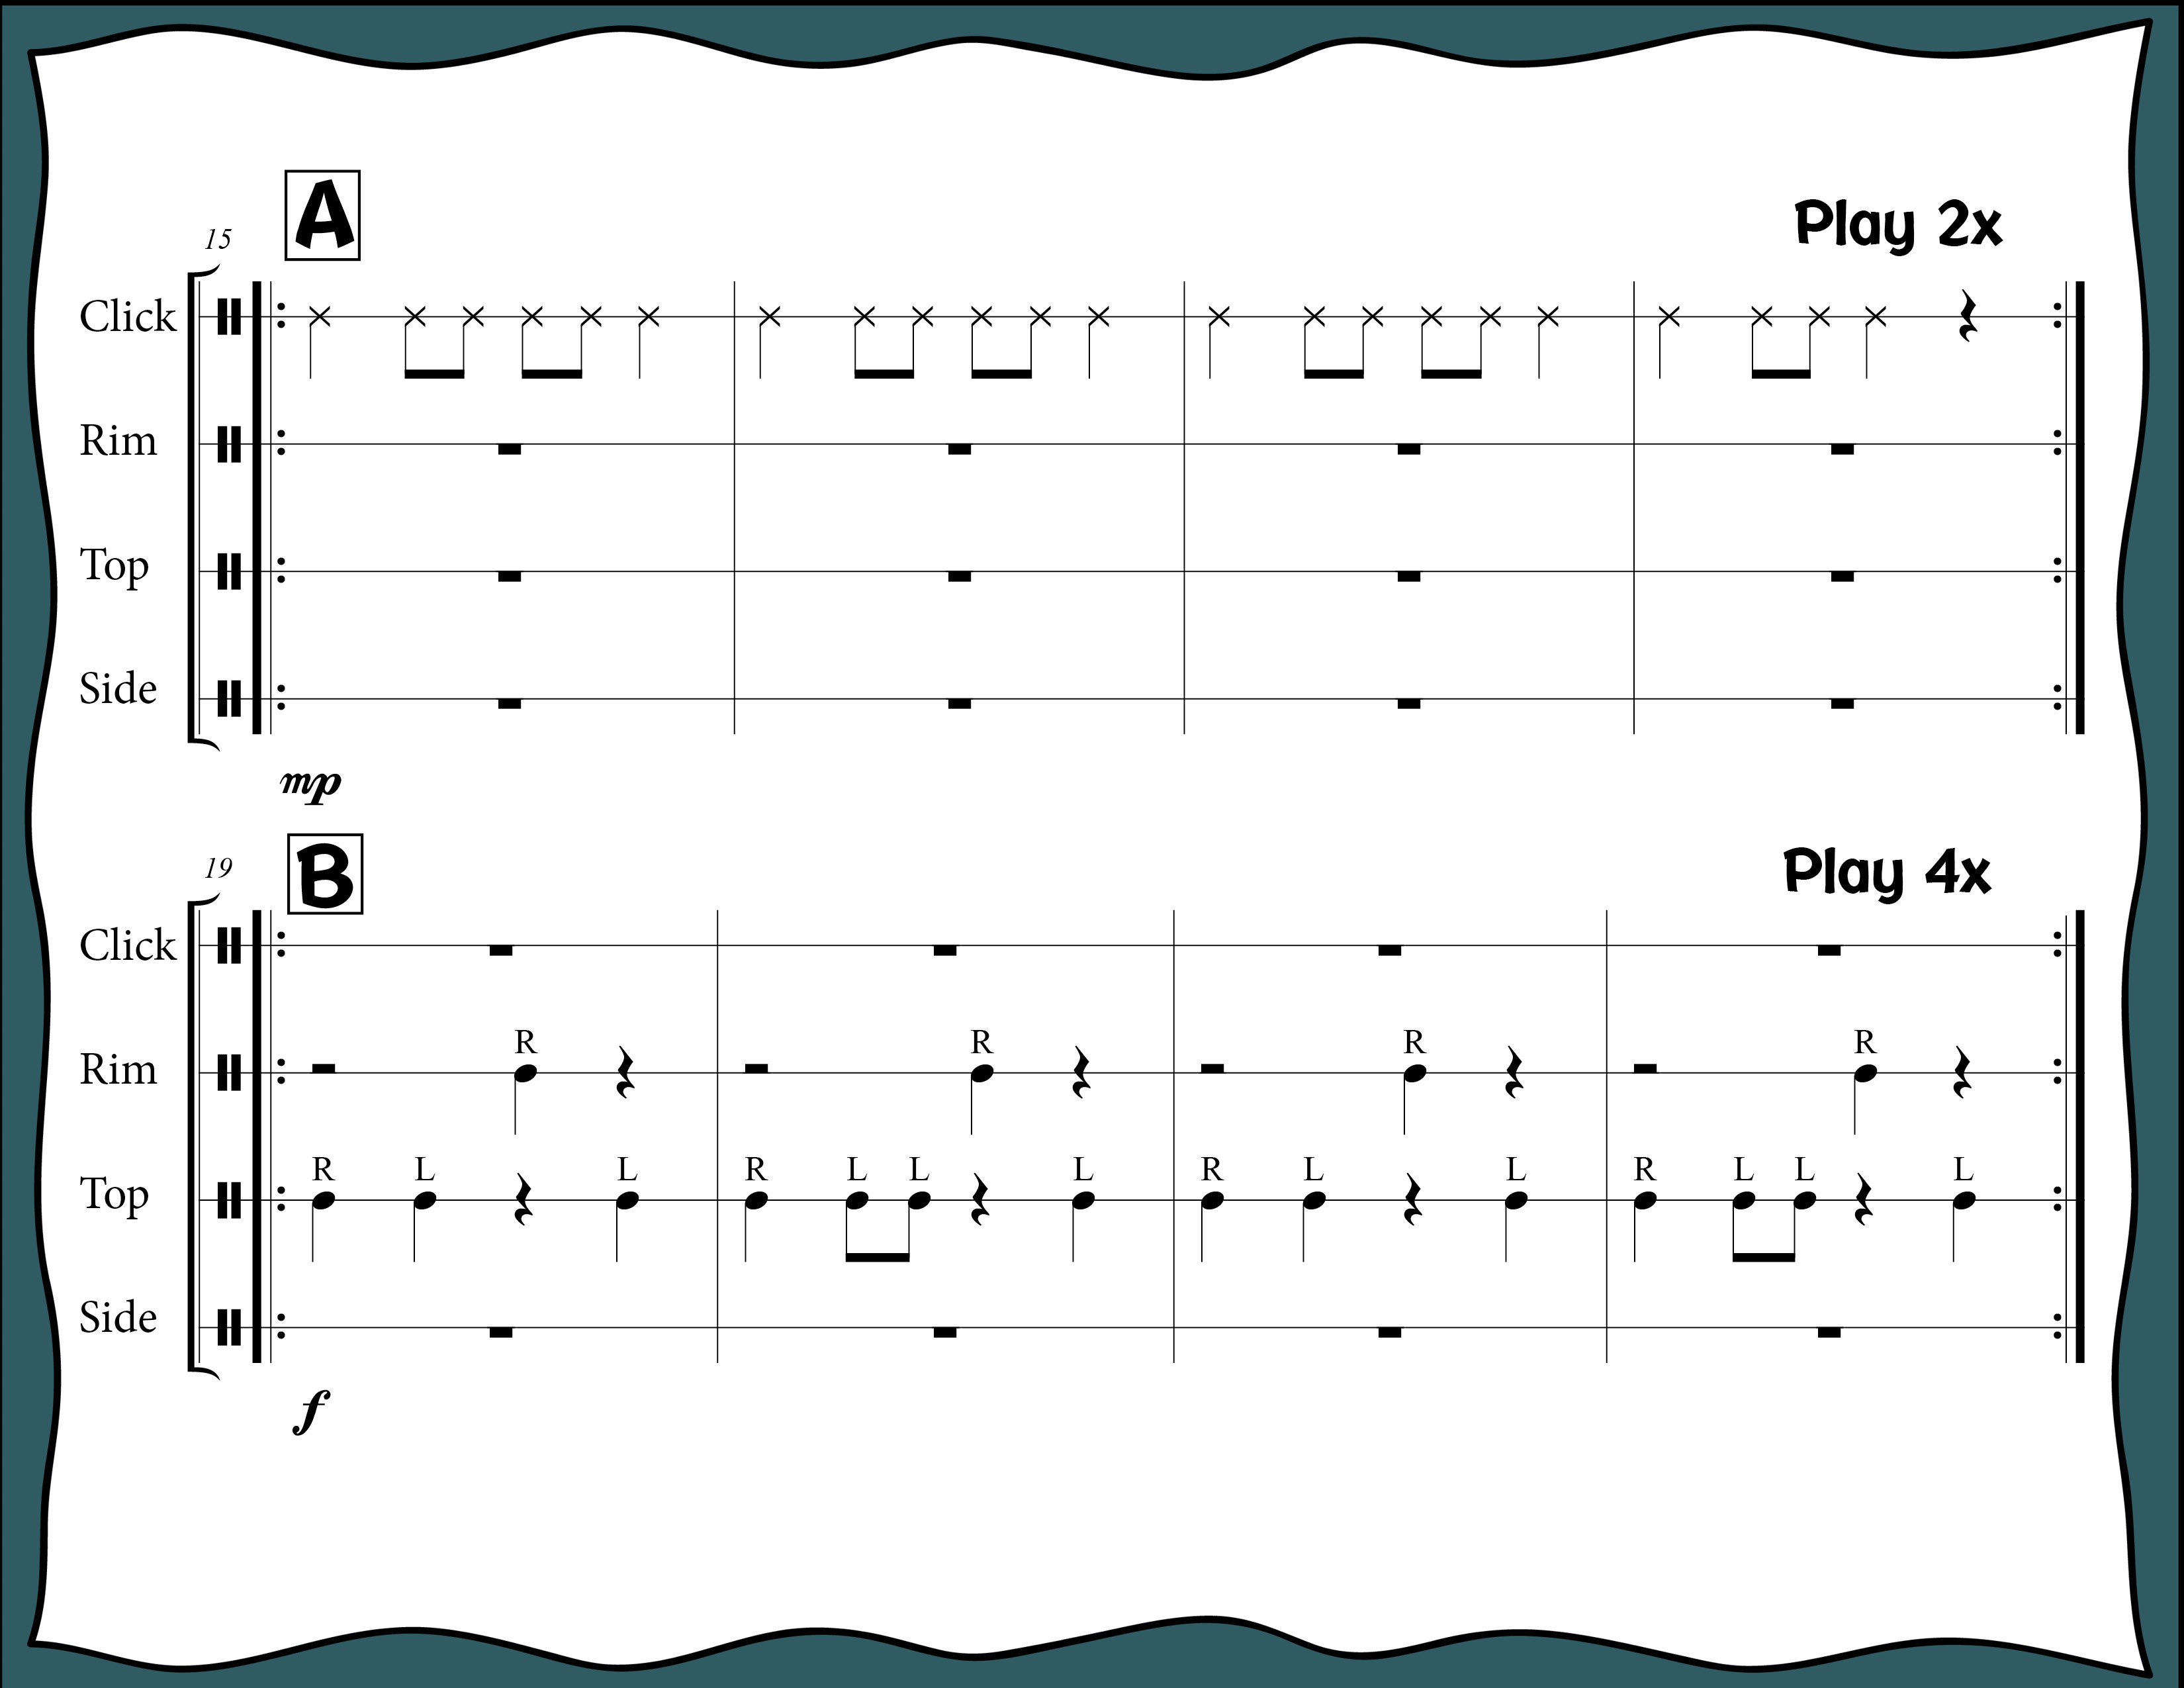 A
Play 2x
15
Click
Rim
Top
Side
mp
B
Play 4x
19
Click
R R R R
Rim
R L L R L L L R L L R L L L
Top
Side
f